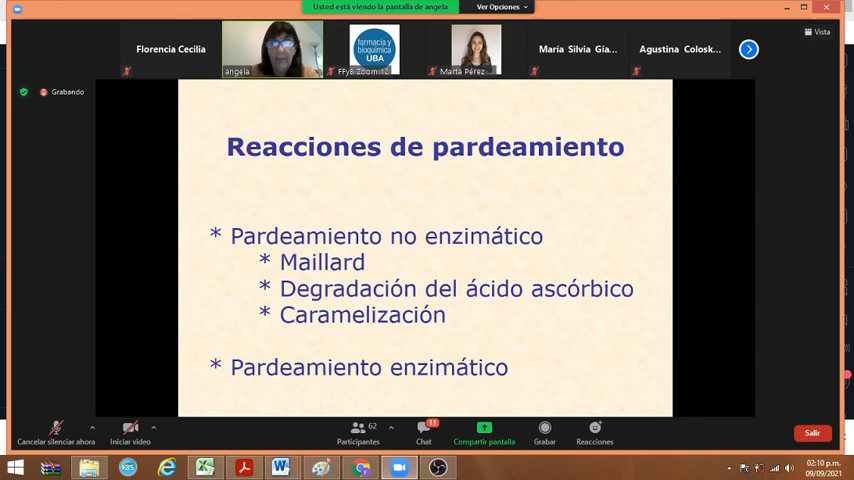 Usted está viendo la pantalla de angela
Ver Opciones
Vista
Florencia Cecilia
farmacia y
bioquímica
UBA
María Silvia Gia...
Agustina Colosk...
angela
FFyB Zoom 12
Marta Pérez
Grabando
Reacciones de pardeamiento
* Pardeamiento no enzimático
* Maillard
* Degradación del ácido ascórbico
* Caramelización
* Pardeamiento enzimático
62
11
Cancelar silenciar ahora
Iniciar video
Participantes
Chat
Compartir pantalla
Grabar
Reacciones
Salir
02:10 p.m.
09/09/2021